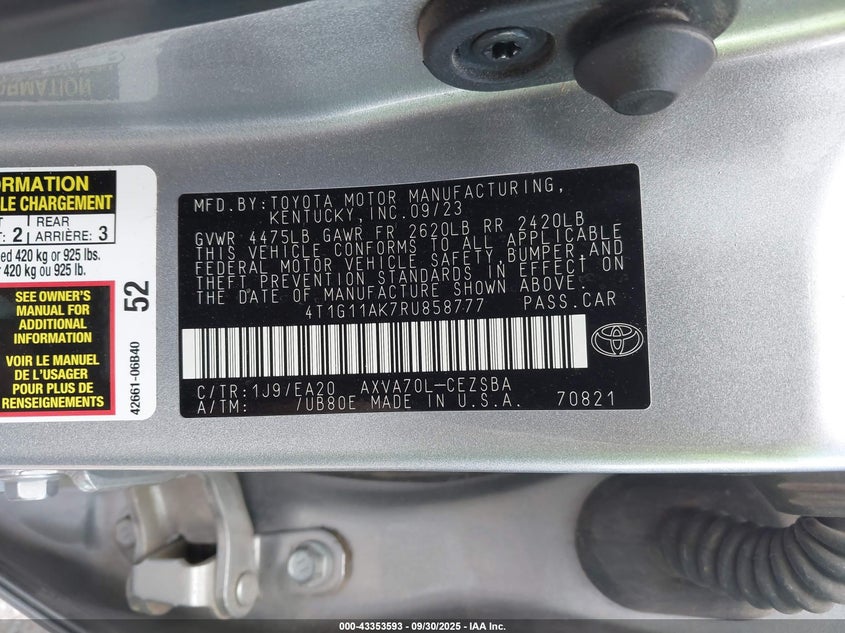 ORMATION
ORMATION
LE CHARGEMENT
T REAR
: 2 ARRIÈRE: 3
ed 420 kg or 925 lbs.
r 420 kg ou 925 lb.
SEE OWNER'S
MANUAL FOR
ADDITIONAL
INFORMATION
VOIR LE MANUEL
DE L'USAGER
POUR PLUS DE
RENSEIGNEMENTS
52
42661-06B40
MFD.BY:TOYOTA MOTOR MANUFACTURING,
KENTUCKY,INC.09/23
GVWR 4475LB GAWR FR 2620LB RR 2420LB
THIS VEHICLE CONFORMS TO ALL APPLICABLE
FEDERAL MOTOR VEHICLE SAFETY,BUMPER,AND
THEFT PREVENTION STANDARDS IN EFFECT ON
THE DATE OF MANUFACTURE SHOWN ABOVE.
4T1G11AK7RU858777 PASS.CAR
C/TR:1J9/EA20 AXVA70L-CEZSBA
A/TM: /UB80E MADE IN U.S.A. 70821
000-43353593 - 09/30/2025 - IAA Inc.